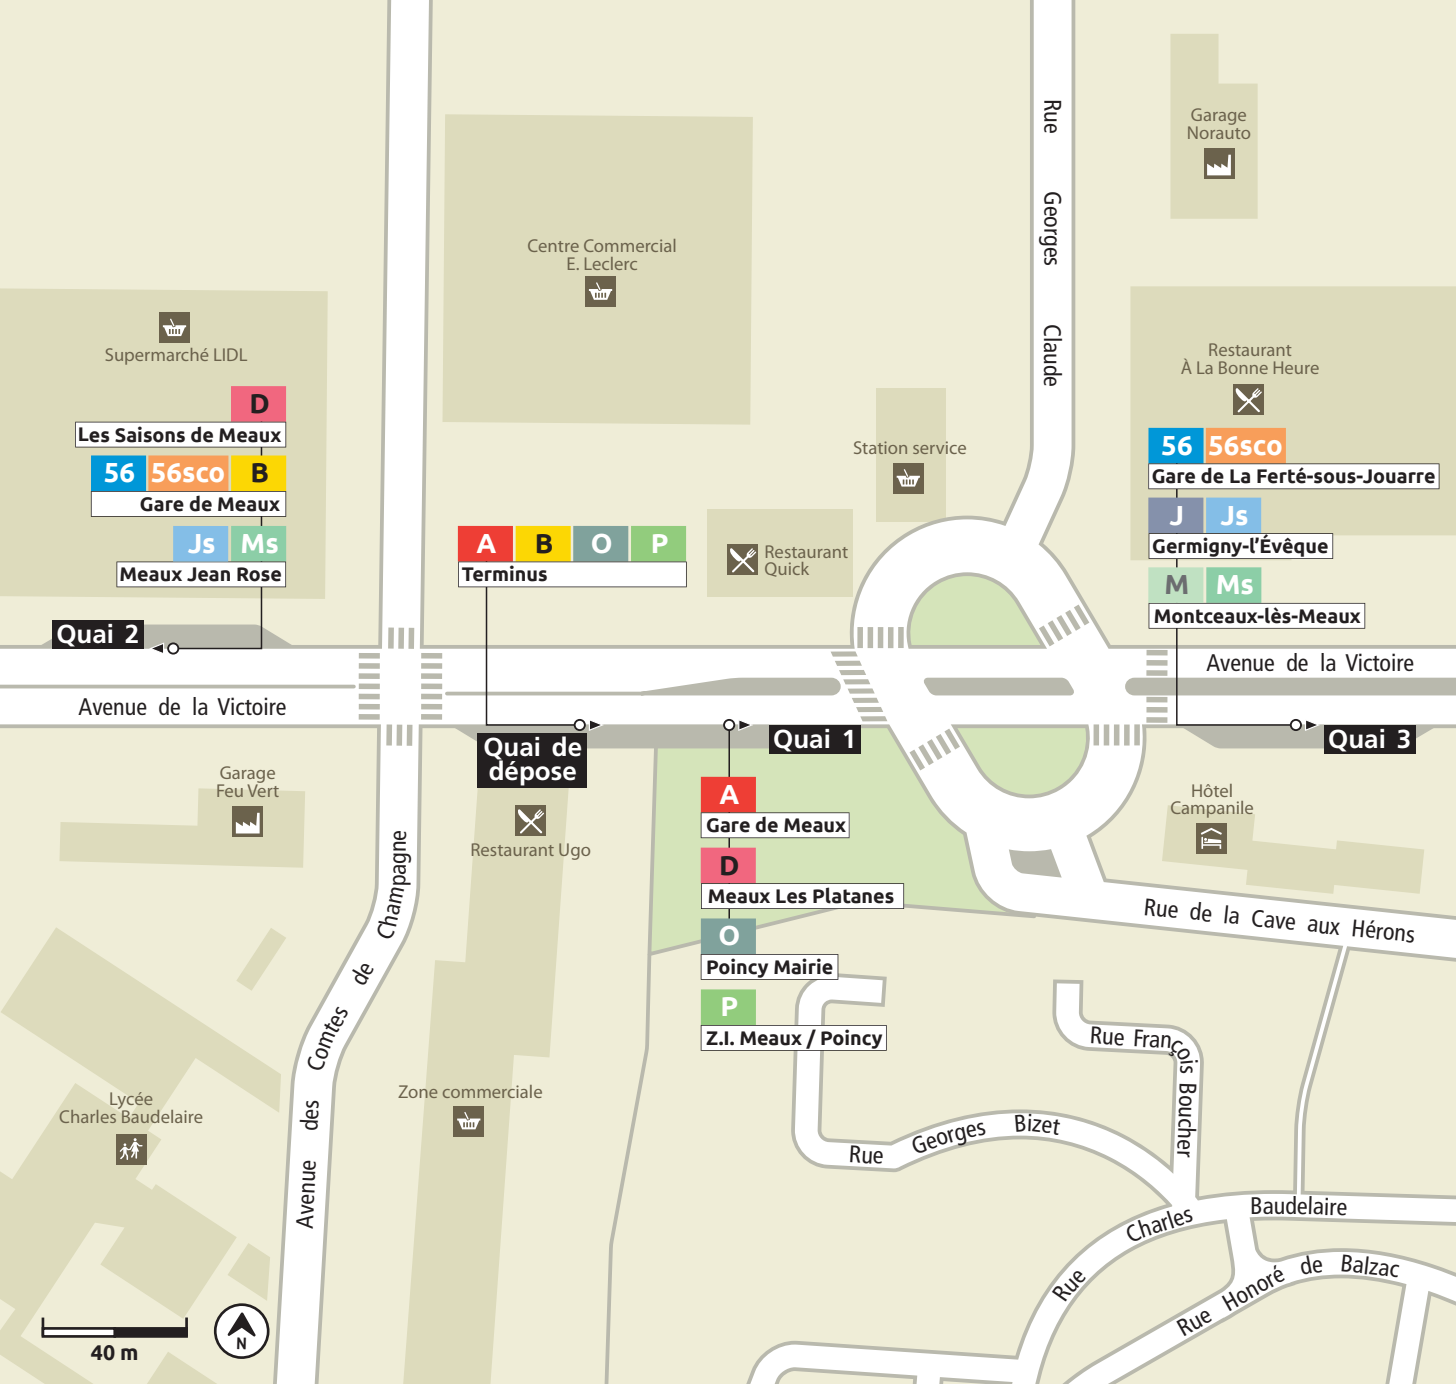 Rue Georges Claude
Garage
Norauto
Centre Commercial
E. Leclerc
Supermarché LIDL
Restaurant
À La Bonne Heure
D
Les Saisons de Meaux
56 56sco B
Gare de Meaux
Js Ms
Meaux Jean Rose
Quai 2
Station service
56 56sco
Gare de La Ferté-sous-Jouarre
J Js
Germigny-l'Évêque
M Ms
Montceaux-lès-Meaux
A B O P
Terminus
Restaurant
Quick
Avenue de la Victoire
Avenue de la Victoire
Quai de
dépose
Quai 1
Quai 3
Garage
Feu Vert
Restaurant Ugo
A
Gare de Meaux
D
Meaux Les Platanes
O
Poincy Mairie
P
Z.I. Meaux / Poincy
Hôtel
Campanile
Rue de la Cave aux Hérons
Avenue des Comtes de Champagne
Rue François Boucher
Zone commerciale
Lycée
Charles Baudelaire
Rue Georges Bizet
Rue Charles Baudelaire
Rue Honoré de Balzac
40 m
N